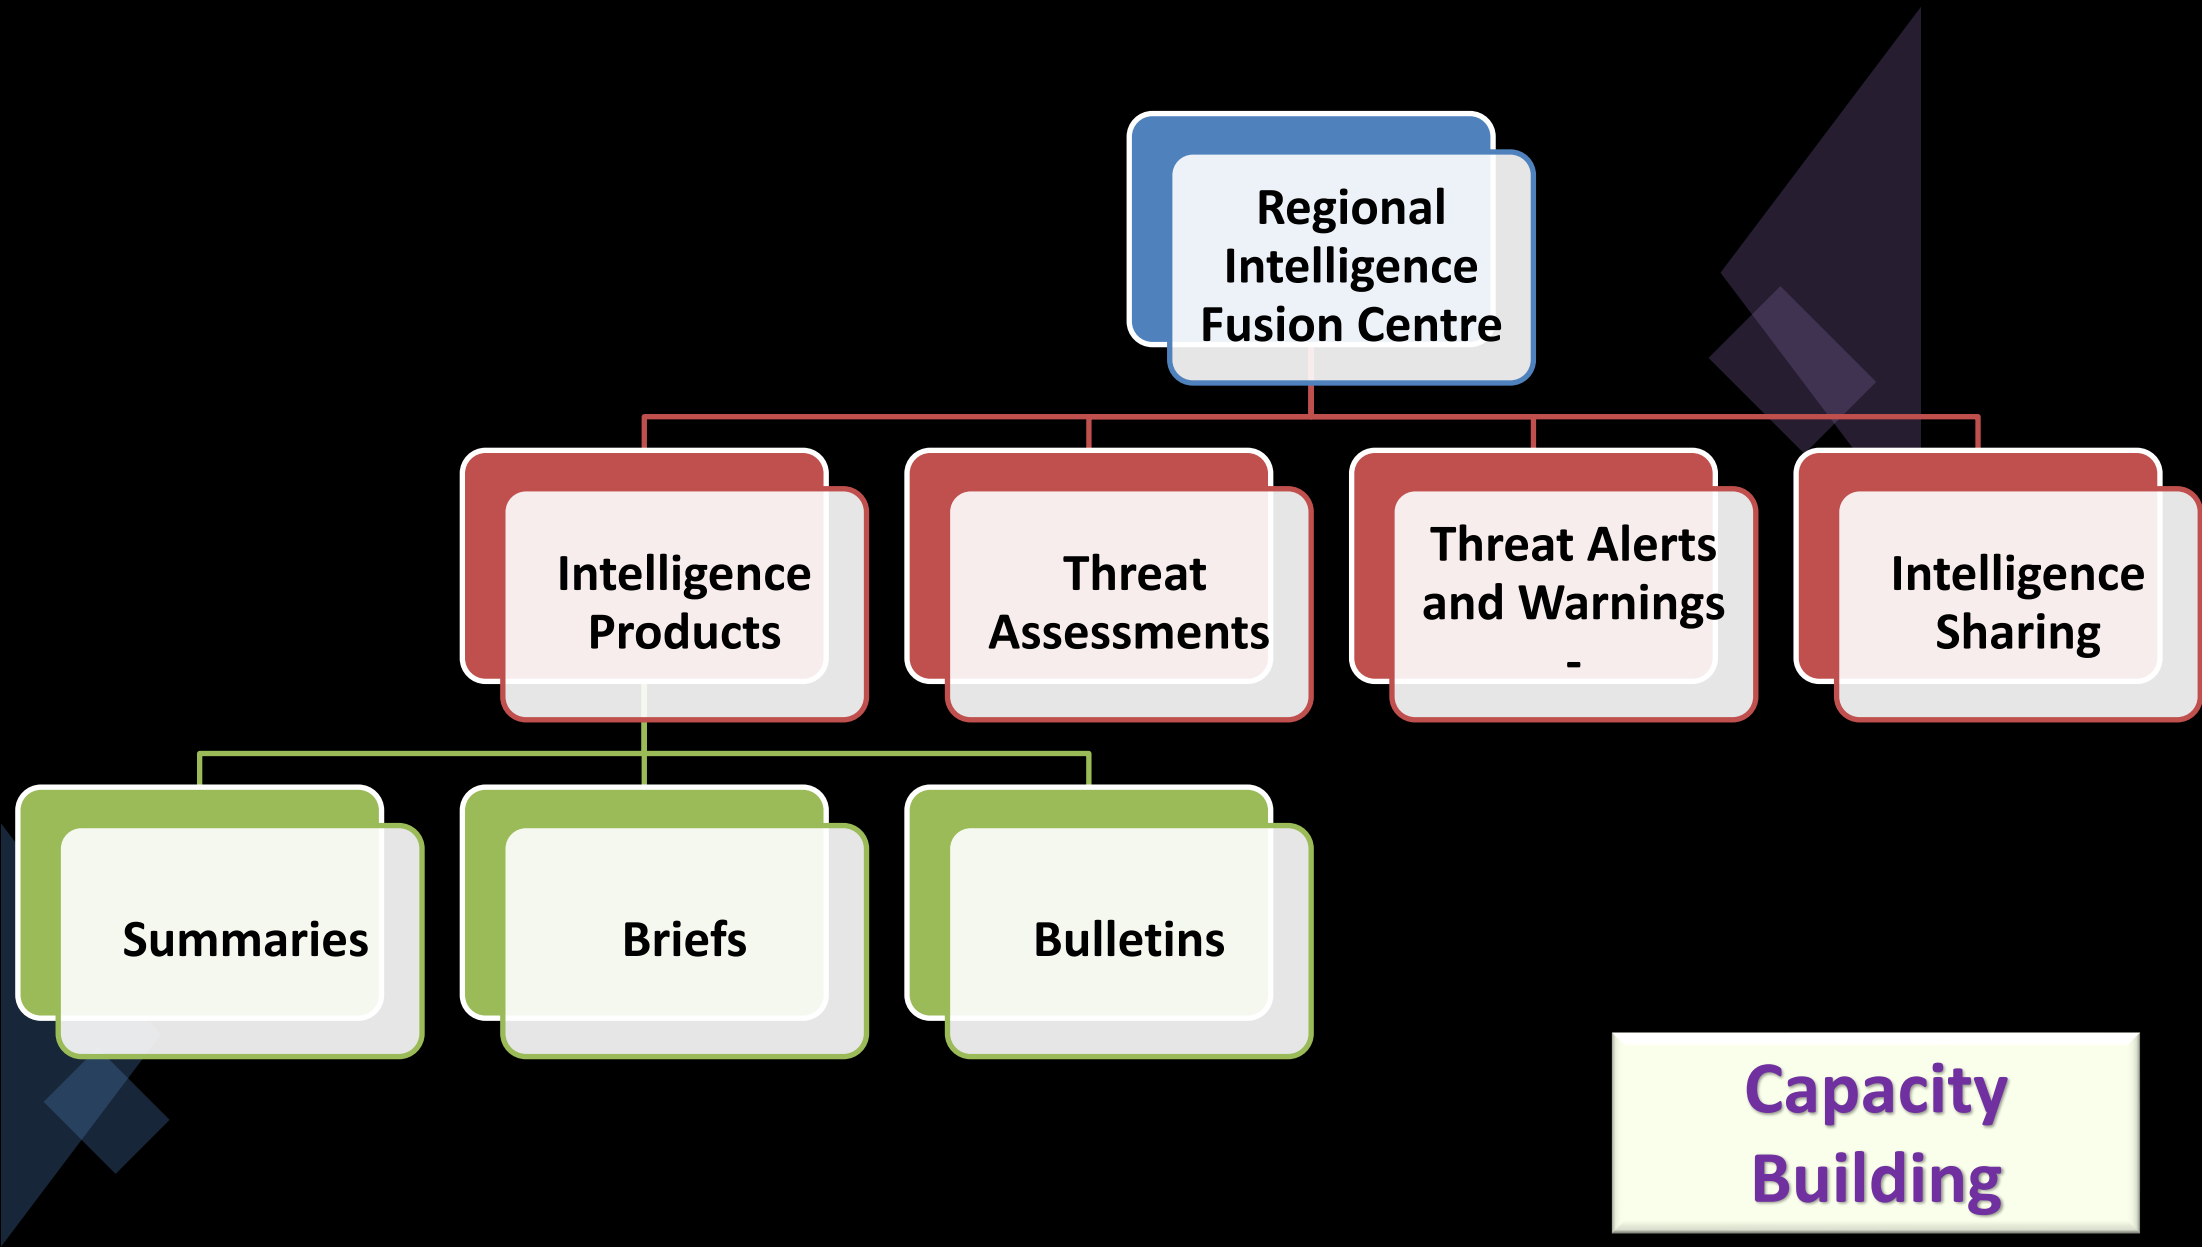 Regional
Intelligence
Fusion Centre
Intelligence
Products
Threat
Assessments
Threat Alerts
and Warnings
-
Intelligence
Sharing
Summaries
Briefs
Bulletins
Capacity
Building